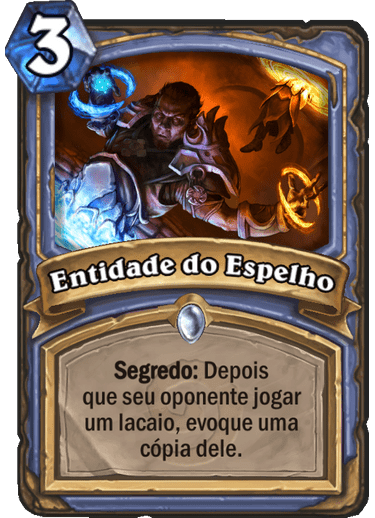 3
Entidade do Espelho
Segredo: Depois
que seu oponente jogar
um lacaio, evoque uma
cópia dele.